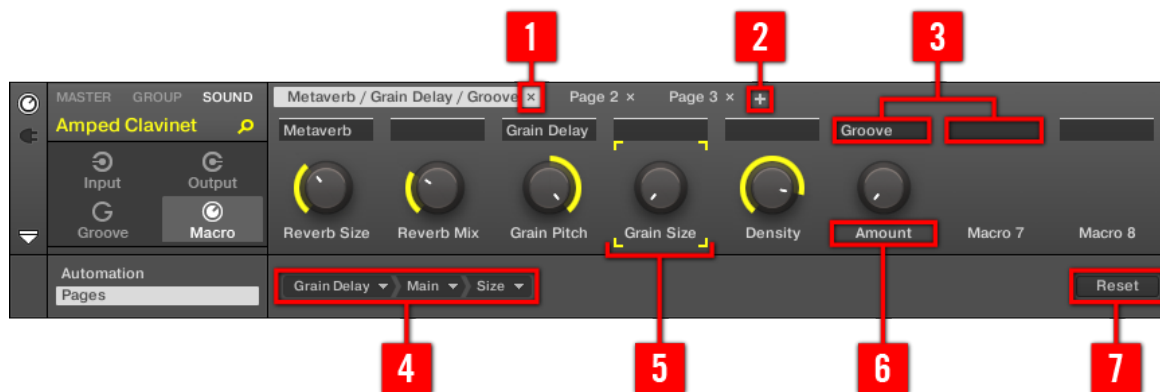 1 2 3
MASTER GROUP SOUND Metaverb / Grain Delay / Groove × Page 2 × Page 3 × +
Amped Clavinet Metaverb Grain Delay Groove
Input Output
Groove Macro Reverb Size Reverb Mix Grain Pitch Grain Size Density Amount Macro 7 Macro 8
Automation
Pages Grain Delay Main Size Reset
4 5 6 7